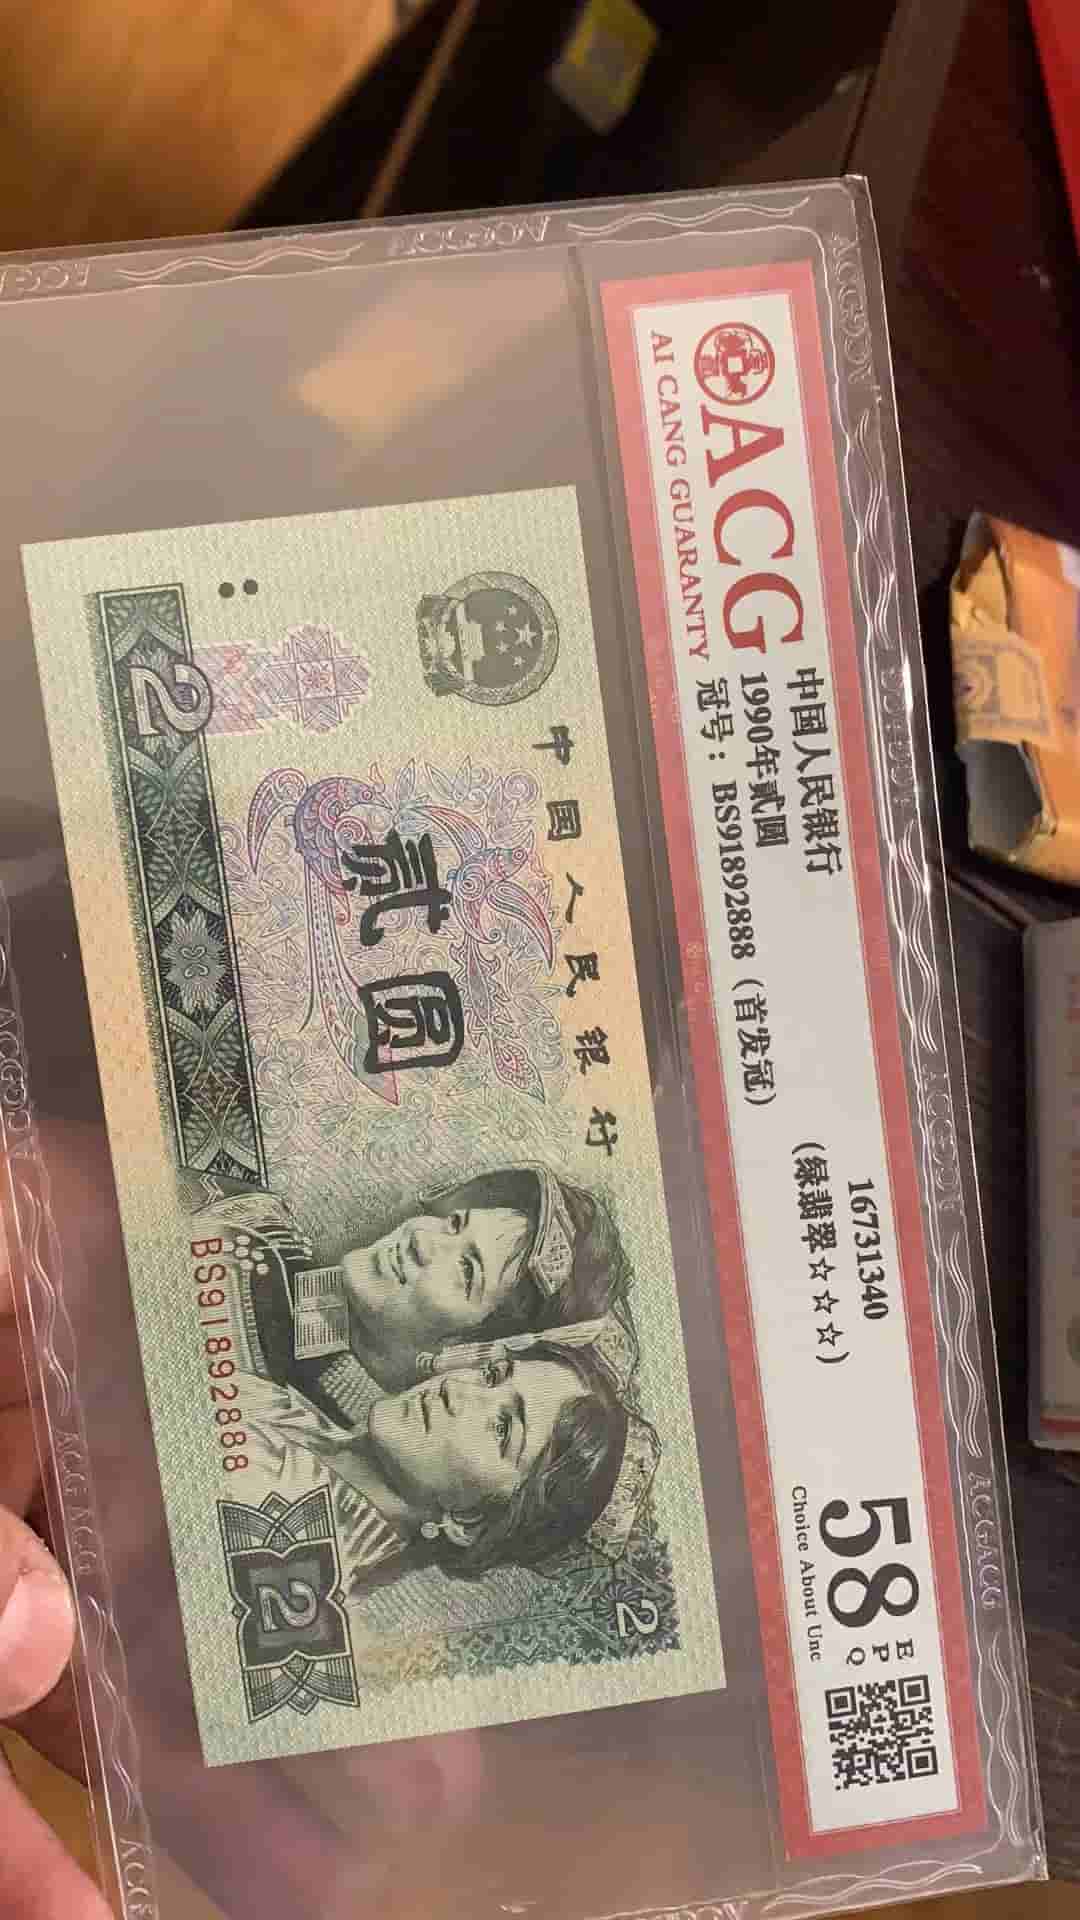 ACG
AI CANG GUARANTY
中国人民银行
1990年贰圆
冠号：BS91892888（首发冠）
16731340
（绿翡翠☆☆☆）
58
EPQ
Choice About Unc
中国人民银行
贰圆
2
BS91892888
2
2